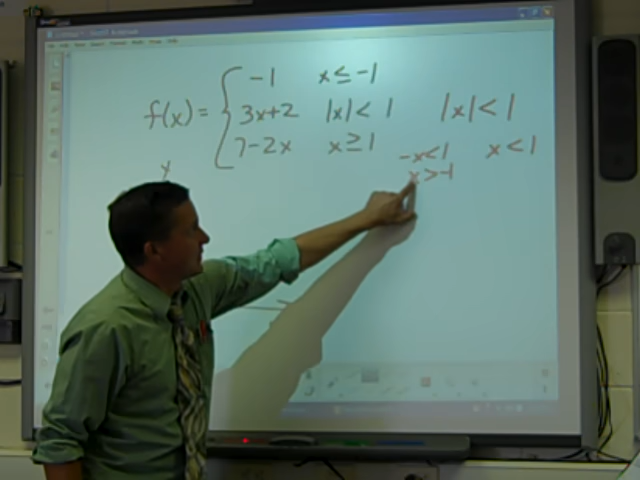 -1 x ≤ -1
f(x) = { 3x+2 |x| < 1 |x| < 1
7-2x x ≥ 1
-x<1 x < 1
x>-1
y